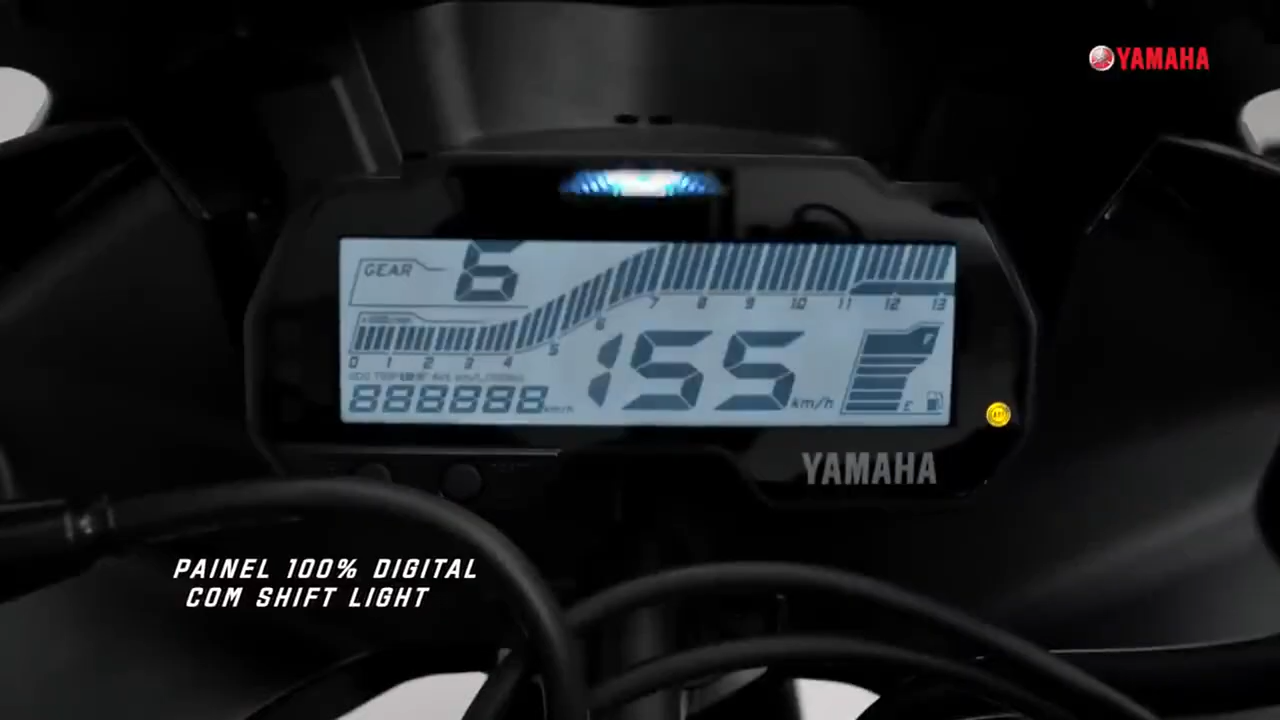 YAMAHA
GEAR 6
7 8 9 10 11 12 13
6
5
0 1 2 3 4
155 km/h
888888 km/h
F
E
YAMAHA
PAINEL 100% DIGITAL
COM SHIFT LIGHT